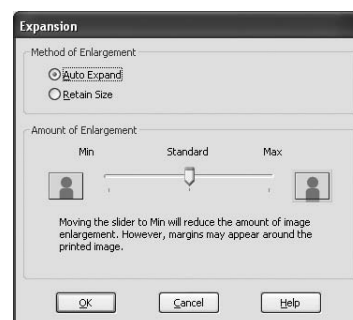 Expansion
Method of Enlargement
Auto Expand
Retain Size
Amount of Enlargement
Min Standard Max
Moving the slider to Min will reduce the amount of image
enlargement. However, margins may appear around the
printed image.
OK Cancel Help